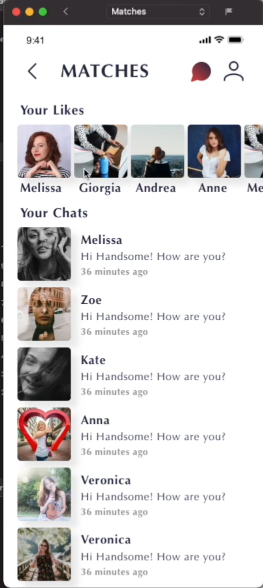 Matches
9:41
MATCHES
Your Likes
Melissa Giorgia Andrea Anne Me
Your Chats
Melissa
Hi Handsome! How are you?
36 minutes ago
Zoe
Hi Handsome! How are you?
36 minutes ago
Kate
Hi Handsome! How are you?
36 minutes ago
Anna
Hi Handsome! How are you?
36 minutes ago
Veronica
Hi Handsome! How are you?
36 minutes ago
Veronica
Hi Handsome! How are you?
36 minutes ago